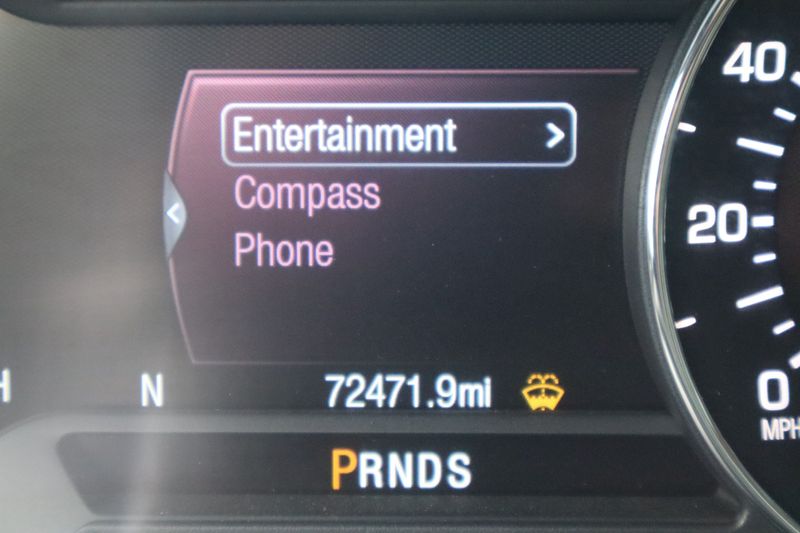 40
Entertainment >
Compass
20
Phone
H N 72471.9mi 0
MPH
PRNDS